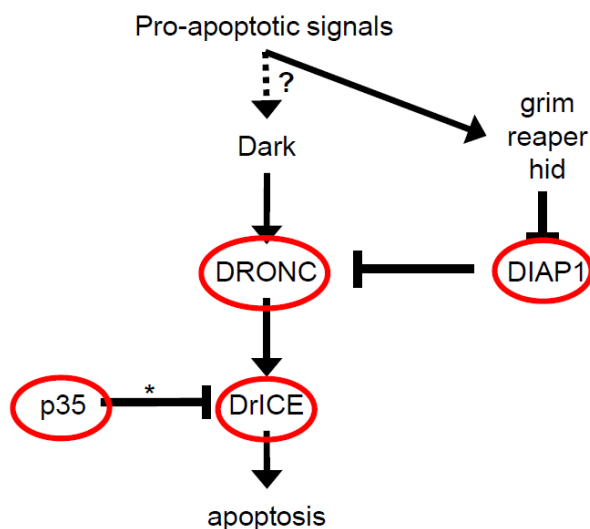 Pro-apoptotic signals
?
grim
reaper
hid
Dark
DRONC
DIAP1
p35
*
DrICE
apoptosis